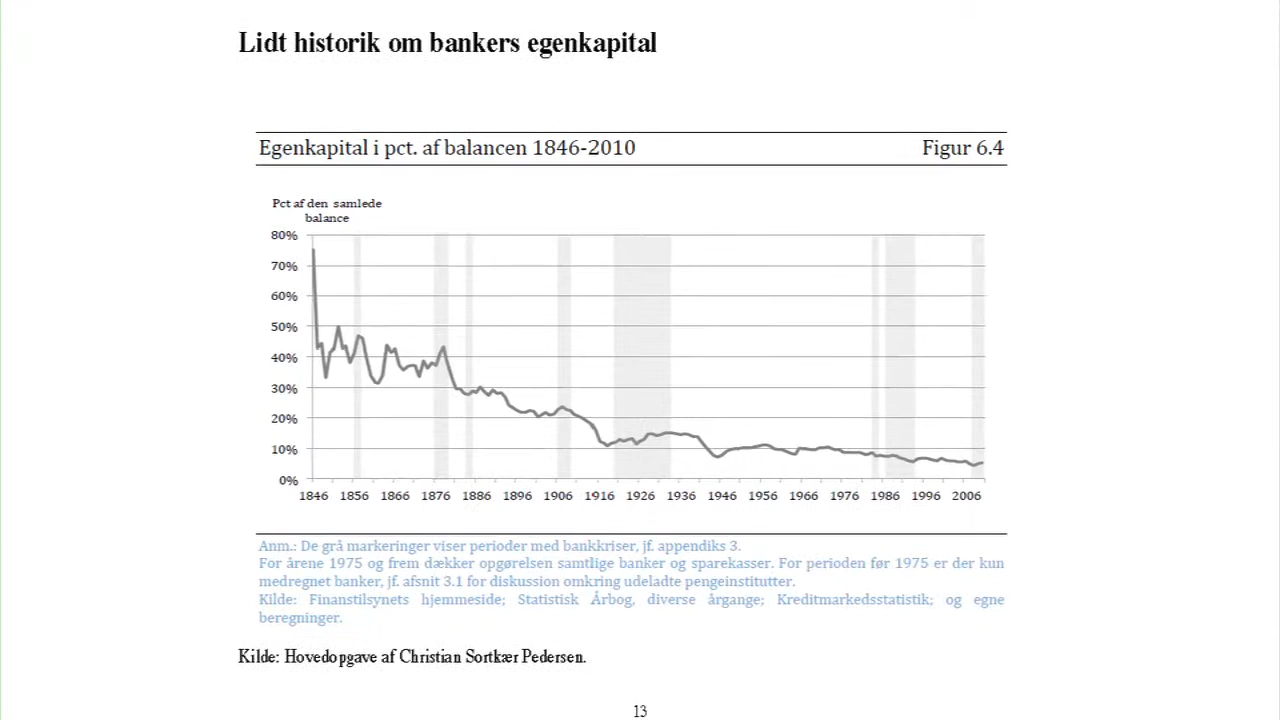 Lidt historik om bankers egenkapital
Egenkapital i pct. af balancen 1846-2010 Figur 6.4
Pct af den samlede
balance
80%
70%
60%
50%
40%
30%
20%
10%
0%
1846 1856 1866 1876 1886 1896 1906 1916 1926 1936 1946 1956 1966 1976 1986 1996 2006
Anm.: De grå markeringer viser perioder med bankkriser, jf. appendiks 3.
For årene 1975 og frem dækker opgørelsen samtlige banker og sparekasser. For perioden før 1975 er der kun
medregnet banker, jf. afsnit 3.1 for diskussion omkring udeladte pengeinstitutter.
Kilde: Finanstilsynets hjemmeside; Statistisk Årbog, diverse årgange; Kreditmarkedsstatistik; og egne
beregninger.
Kilde: Hovedopgave af Christian Sortkær Pedersen.
13